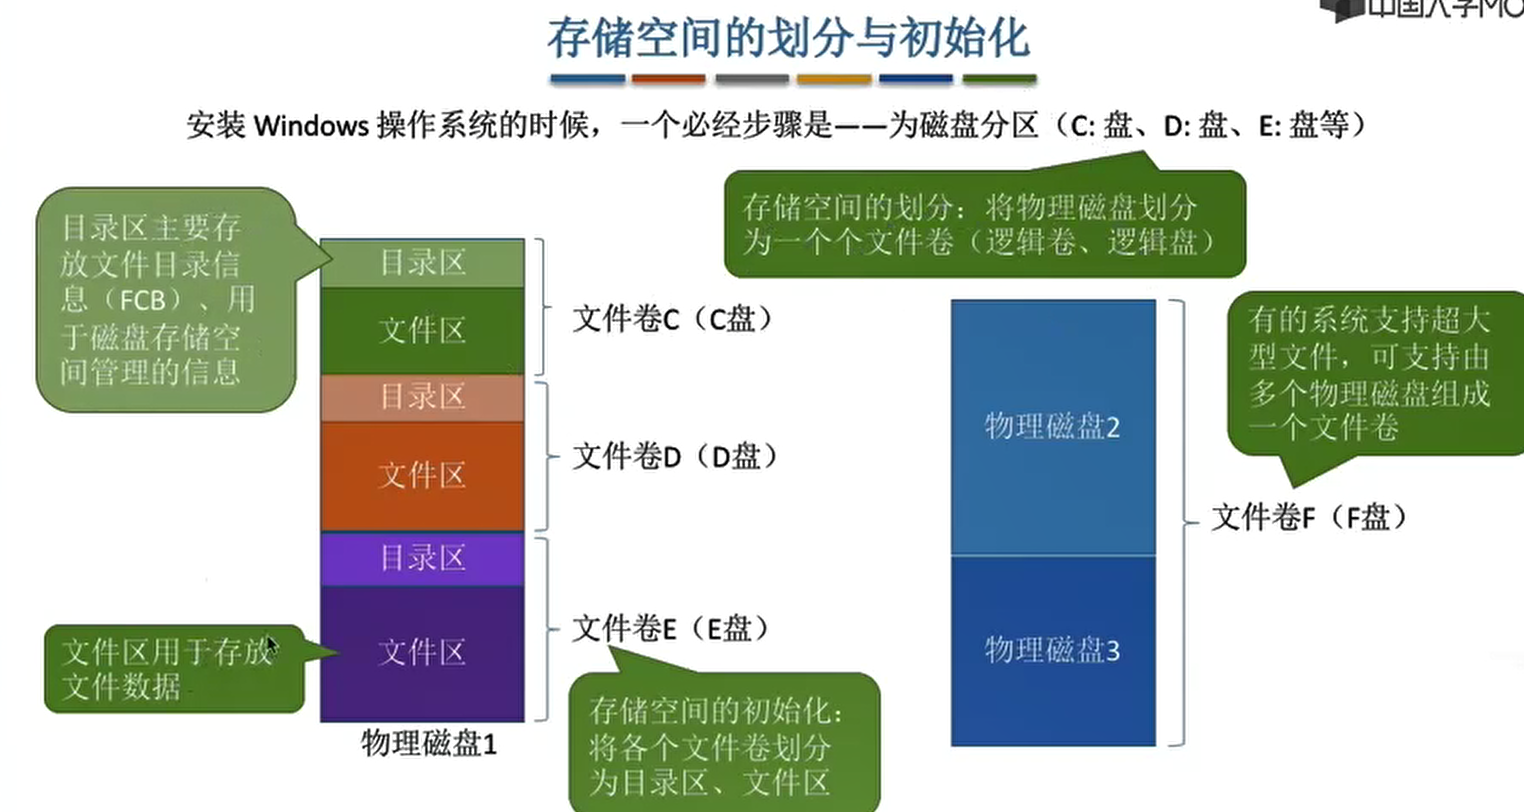 中国大学MO
存储空间的划分与初始化
安装 Windows 操作系统的时候，一个必经步骤是——为磁盘分区（C: 盘、D: 盘、E: 盘等）
存储空间的划分：将物理磁盘划分
为一个个文件卷（逻辑卷、逻辑盘）
目录区主要存
放文件目录信
息（FCB）、用
于磁盘存储空
间管理的信息
目录区
文件区
文件卷C（C盘）
目录区
文件区
文件卷D（D盘）
目录区
文件区
文件卷E（E盘）
文件区用于存放
文件数据
物理磁盘1
存储空间的初始化：
将各个文件卷划分
为目录区、文件区
物理磁盘2
物理磁盘3
有的系统支持超大
型文件，可支持由
多个物理磁盘组成
一个文件卷
文件卷F（F盘）